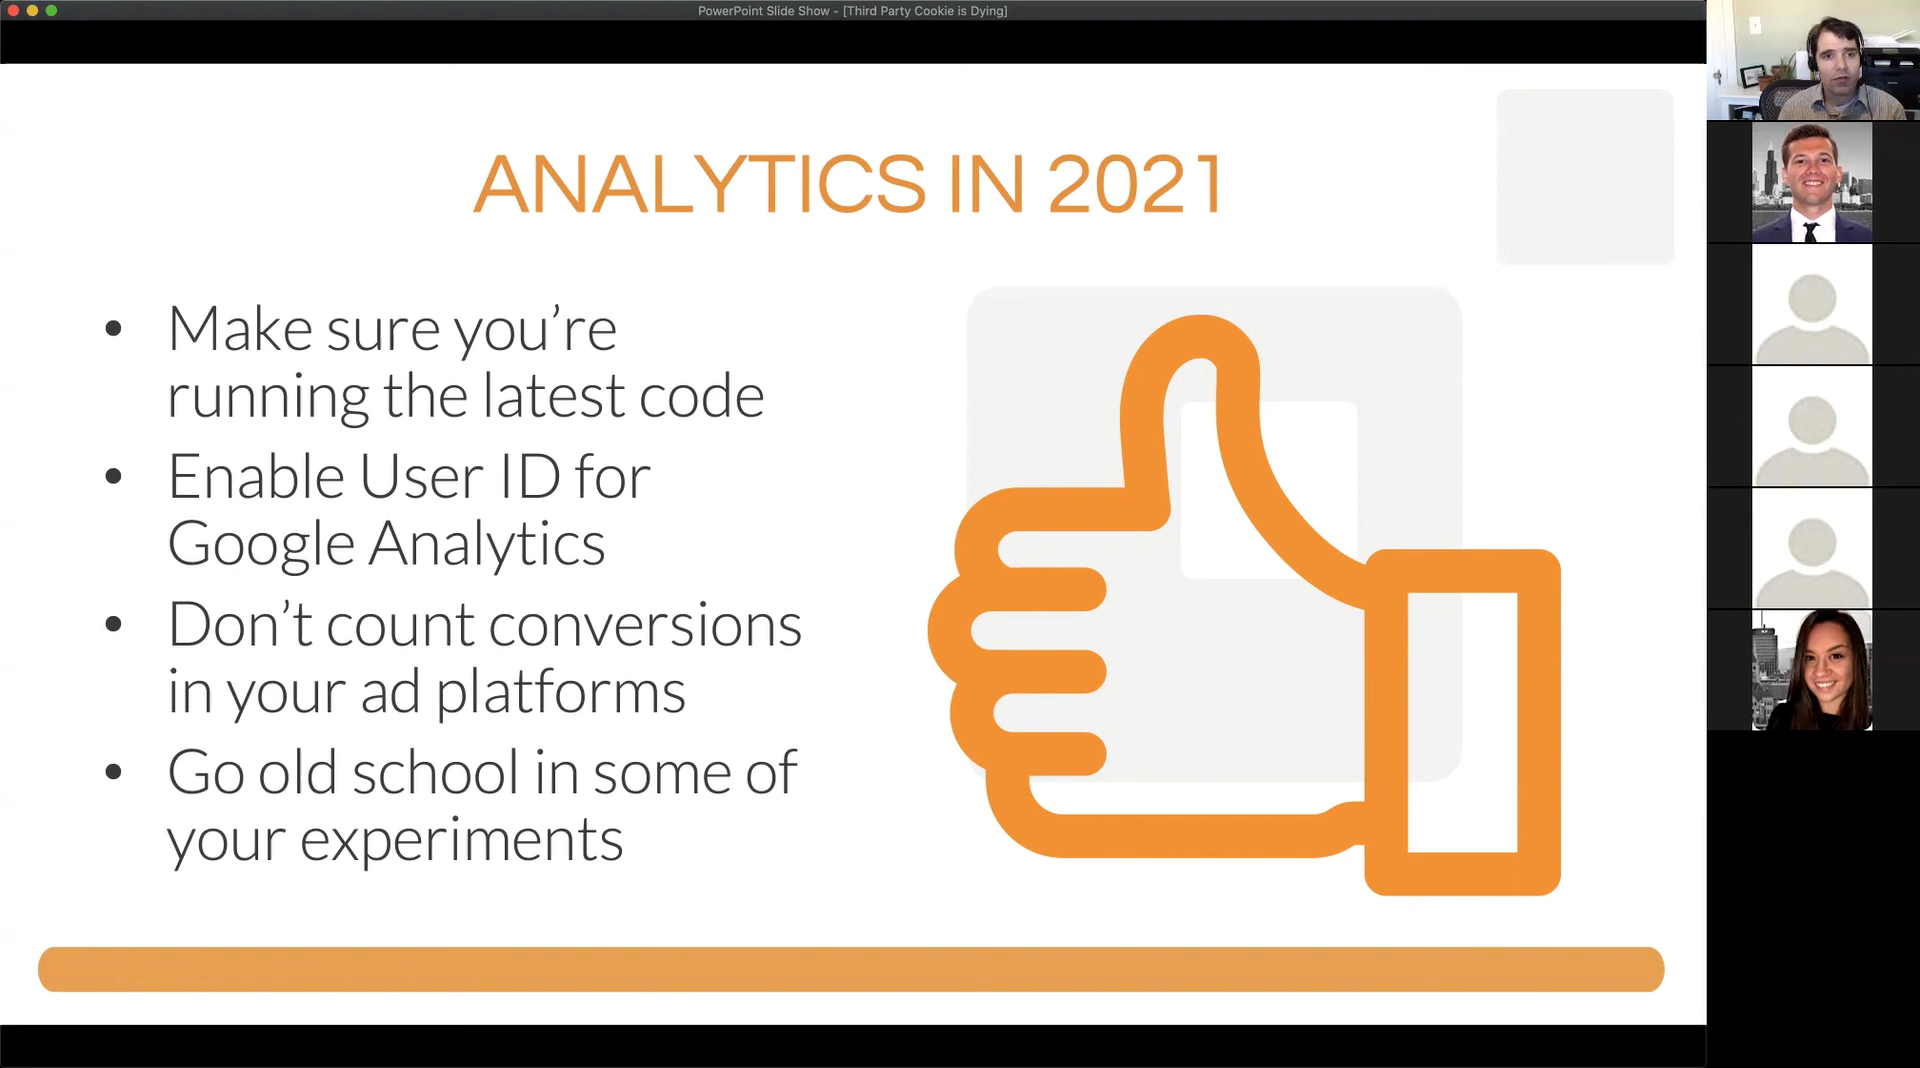 PowerPoint Slide Show - [Third Party Cookie is Dying]
ANALYTICS IN 2021
• Make sure you’re
running the latest code
• Enable User ID for
Google Analytics
• Don’t count conversions
in your ad platforms
• Go old school in some of
your experiments